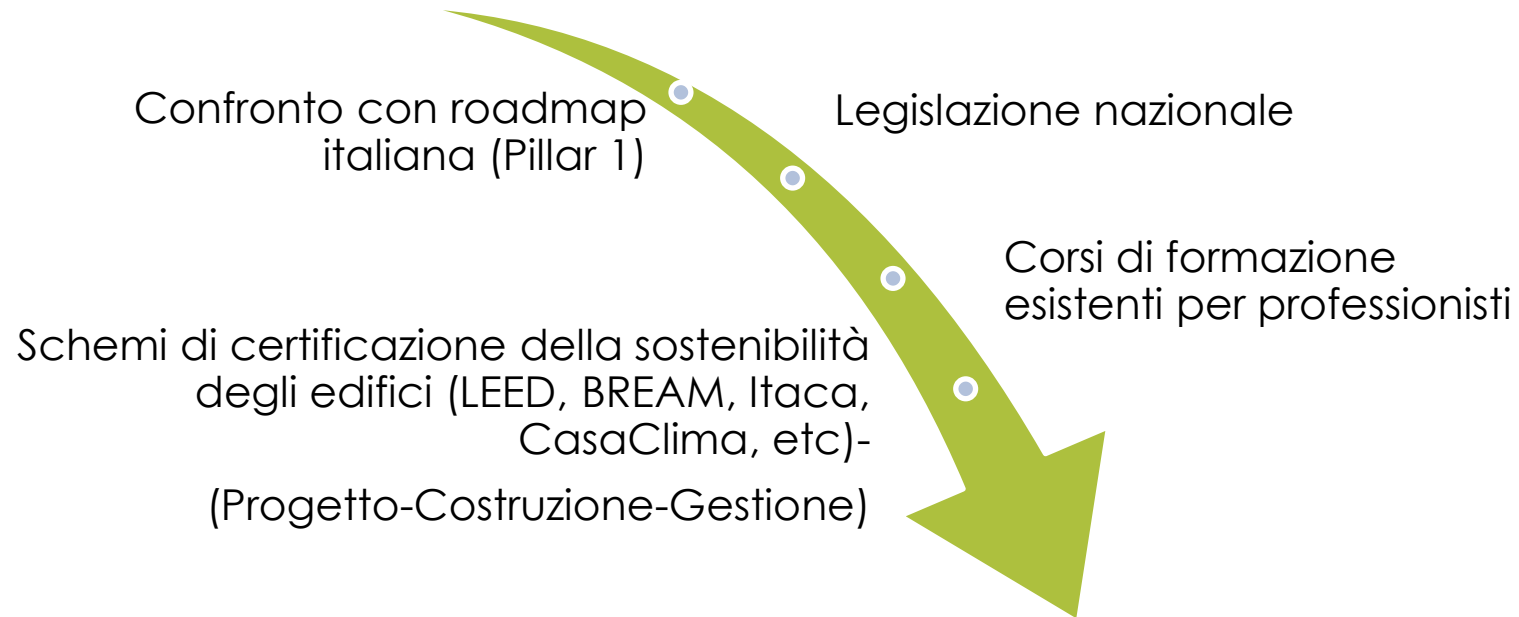 Confronto con roadmap
italiana (Pillar 1)
Legislazione nazionale
Schemi di certificazione della sostenibilità
degli edifici (LEED, BREAM, Itaca,
CasaClima, etc)-
(Progetto-Costruzione-Gestione)
Corsi di formazione
esistenti per professionisti